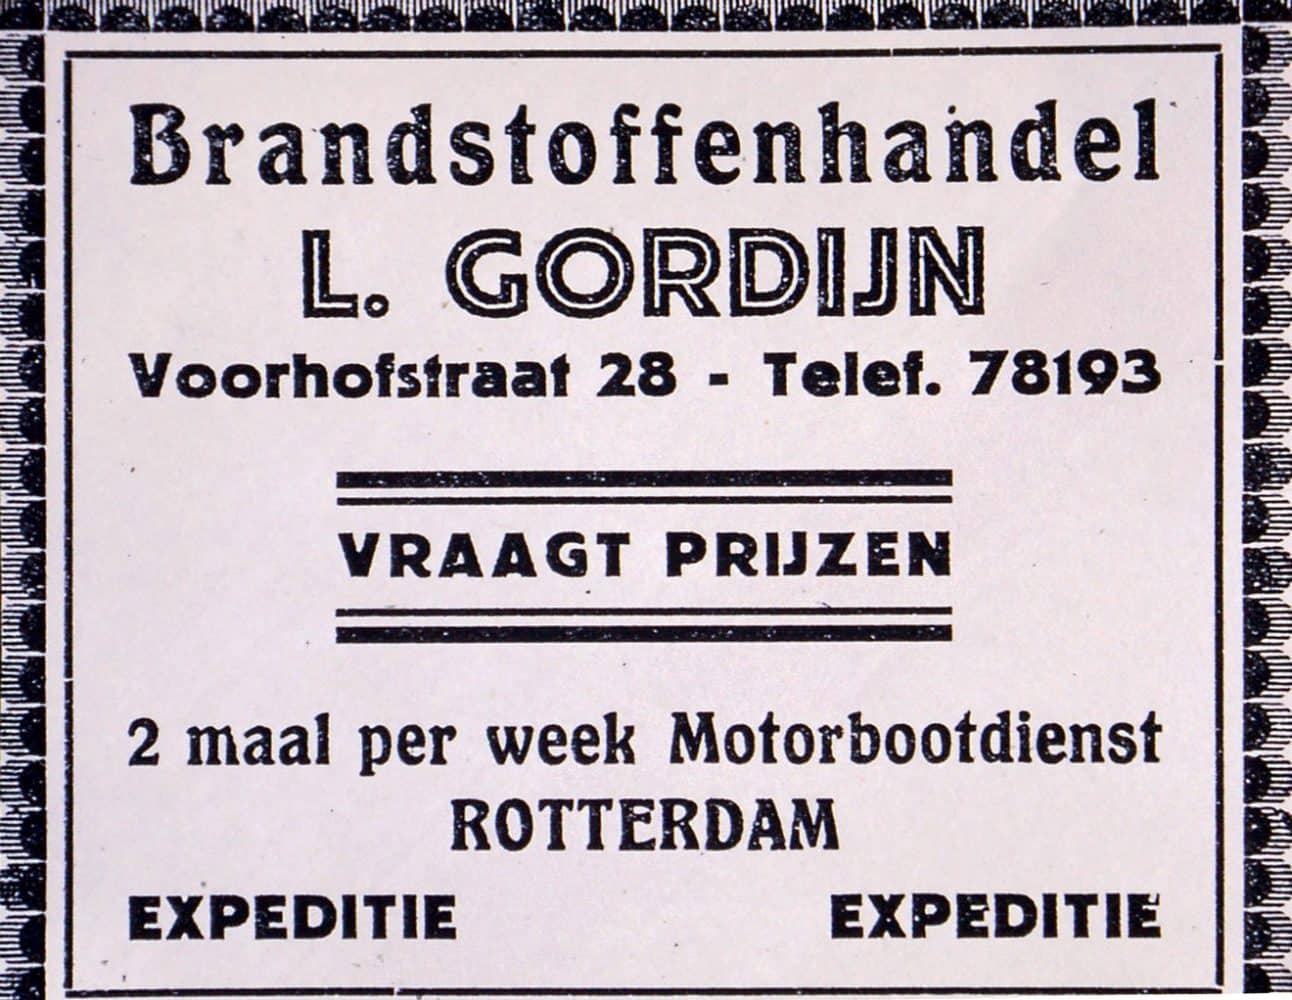 Brandstoffenhandel
L. GORDIJN
Voorhofstraat 28 - Telef. 78193
VRAAGT PRIJZEN
2 maal per week Motorbootdienst
ROTTERDAM
EXPEDITIE EXPEDITIE